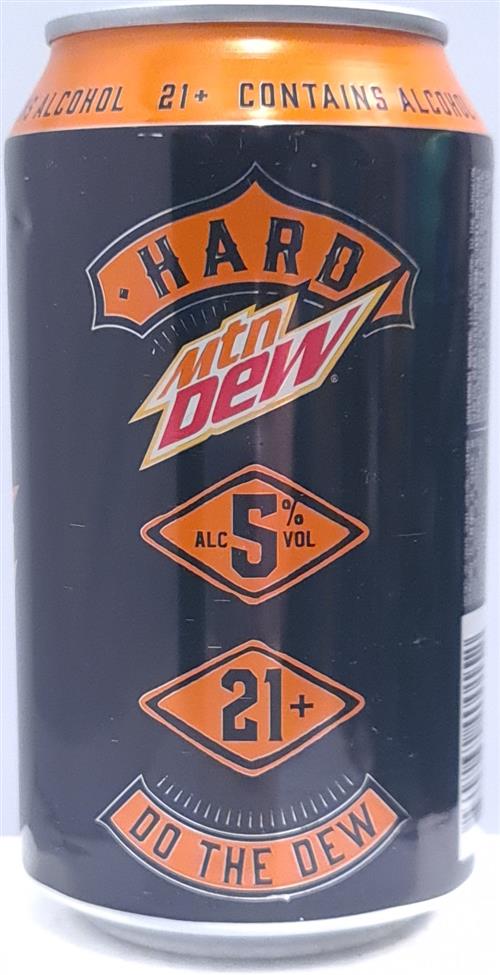 ALCOHOL 21+ CONTAINS ALCOHOL
HARD
Mtn
Dew®
ALC 5% VOL
21+
DO THE DEW